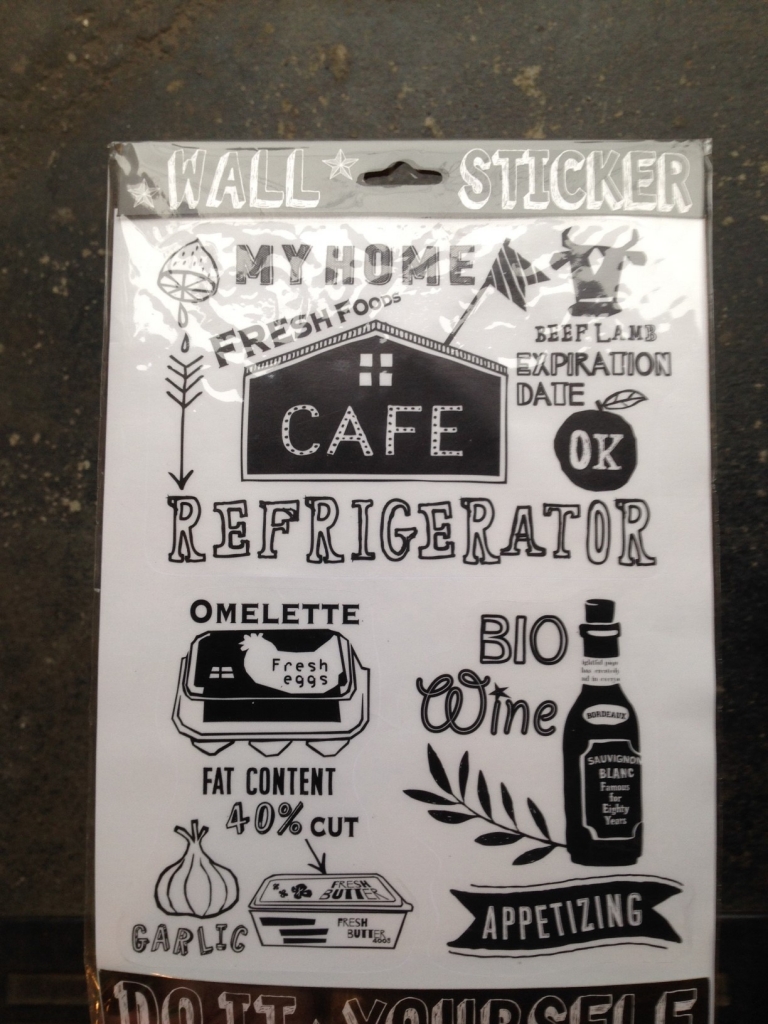 WALL STICKER
MY HOME
FRESH FOODS
BEEF LAMB
EXPIRATION
DATE
CAFE
OK
REFRIGERATOR
OMELETTE
Fresh
eggs
BIO
Wine
BORDEAUX
SAUVIGNON
BLANC
Famous
for
Eighty
Years
FAT CONTENT
40% CUT
GARLIC
FRESH
BUTTER
FRESH
BUTTER
APPETIZING
DO IT YOURSELF